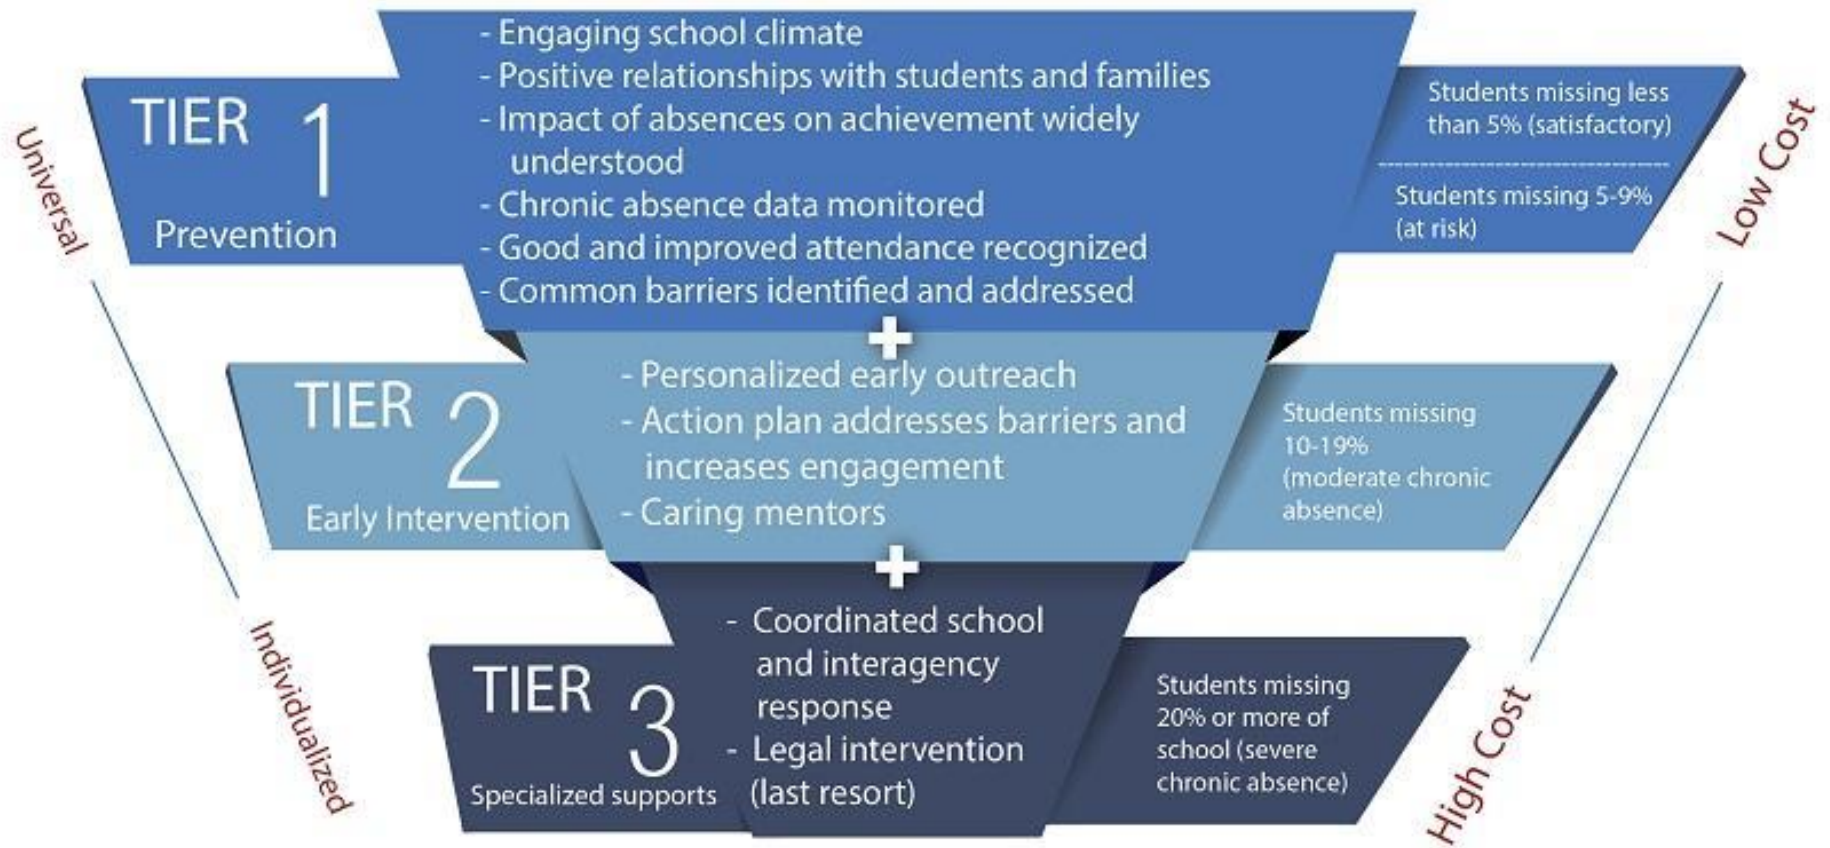 Universal
TIER 1
Prevention
- Engaging school climate
- Positive relationships with students and families
- Impact of absences on achievement widely
understood
- Chronic absence data monitored
- Good and improved attendance recognized
- Common barriers identified and addressed
Students missing less
than 5% (satisfactory)
Students missing 5-9%
(at risk)
Low Cost
+
TIER 2
Early Intervention
- Personalized early outreach
- Action plan addresses barriers and
increases engagement
- Caring mentors
Students missing
10-19%
(moderate chronic
absence)
+
Individualized
TIER 3
Specialized supports
- Coordinated school
and interagency
response
- Legal intervention
(last resort)
Students missing
20% or more of
school (severe
chronic absence)
High Cost